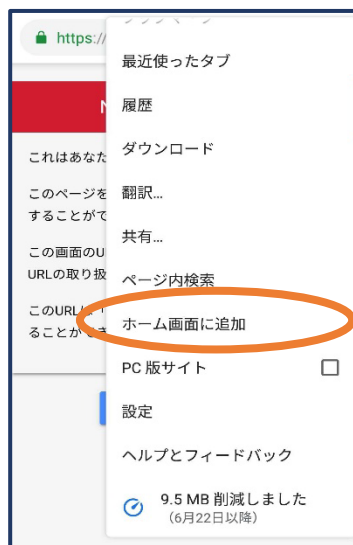 https://
最近使ったタブ
履歴
ダウンロード
翻訳...
共有...
ページ内検索
ホーム画面に追加
PC 版サイト
設定
ヘルプとフィードバック
9.5 MB 削減しました
(6月22日以降)
N
これはあなた
このページを
することがで
この画面のU
URLの取り扱
このURLは「
ることができ